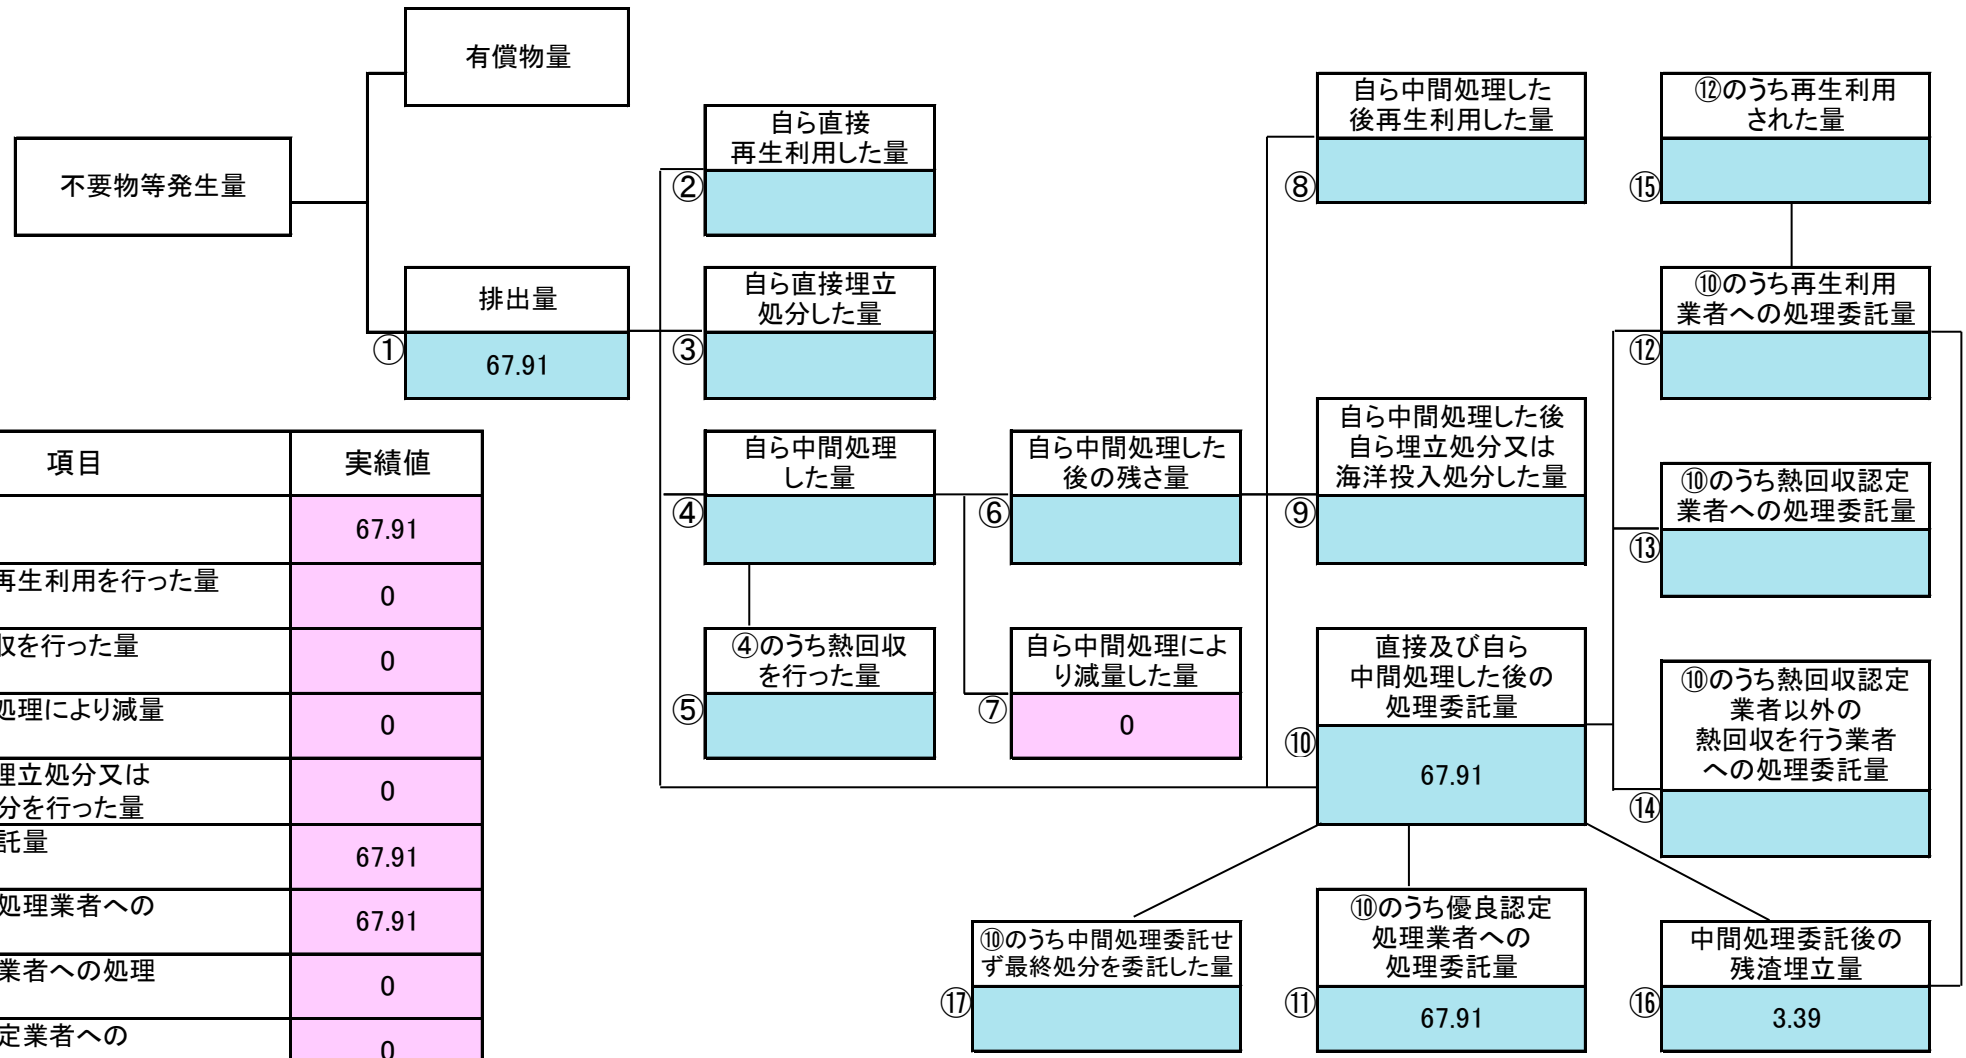 有償物量
不要物等発生量
排出量
①
67.91
自ら直接
再生利用した量
②
自ら直接埋立
処分した量
③
自ら中間処理
した量
④
④のうち熱回収
を行った量
⑤
自ら中間処理した
後の残さ量
⑥
自ら中間処理によ
り減量した量
⑦
0
自ら中間処理した
後再生利用した量
⑧
自ら中間処理した後
自ら埋立処分又は
海洋投入処分した量
⑨
直接及び自ら
中間処理した後の
処理委託量
⑩
67.91
⑫のうち再生利用
された量
⑮
⑩のうち再生利用
業者への処理委託量
⑫
⑩のうち熱回収認定
業者への処理委託量
⑬
⑩のうち熱回収認定
業者以外の
熱回収を行う業者
への処理委託量
⑭
⑩のうち中間処理委託せ
ず最終処分を委託した量
⑰
⑩のうち優良認定
処理業者への
処理委託量
⑪
67.91
中間処理委託後の
残渣埋立量
⑯
3.39
項目 実績値
67.91
再生利用を行った量
0
収を行った量
0
処理により減量
0
埋立処分又は
分を行った量
0
託量
67.91
処理業者への
67.91
業者への処理
0
定業者への
0